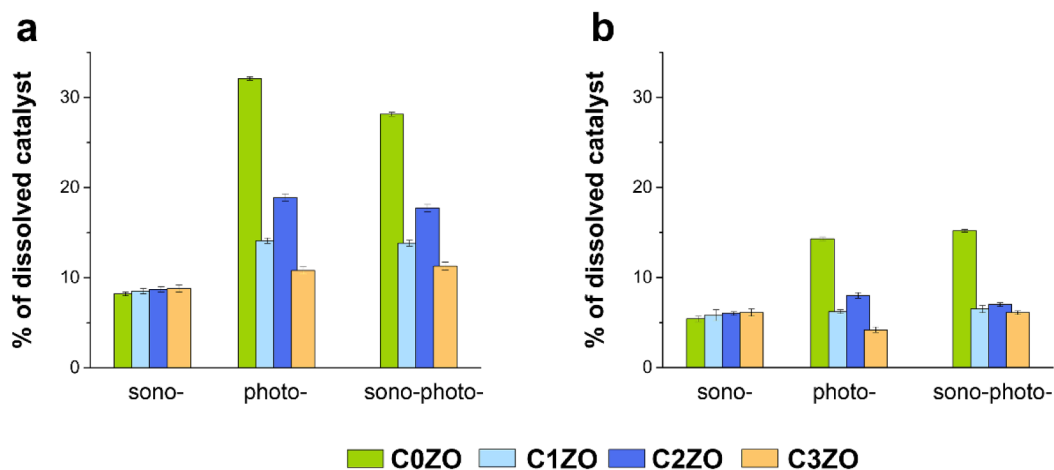 a
% of dissolved catalyst
30
20
10
0
sono- photo- sono-photo-
b
% of dissolved catalyst
30
20
10
0
sono- photo- sono-photo-
C0ZO C1ZO C2ZO C3ZO